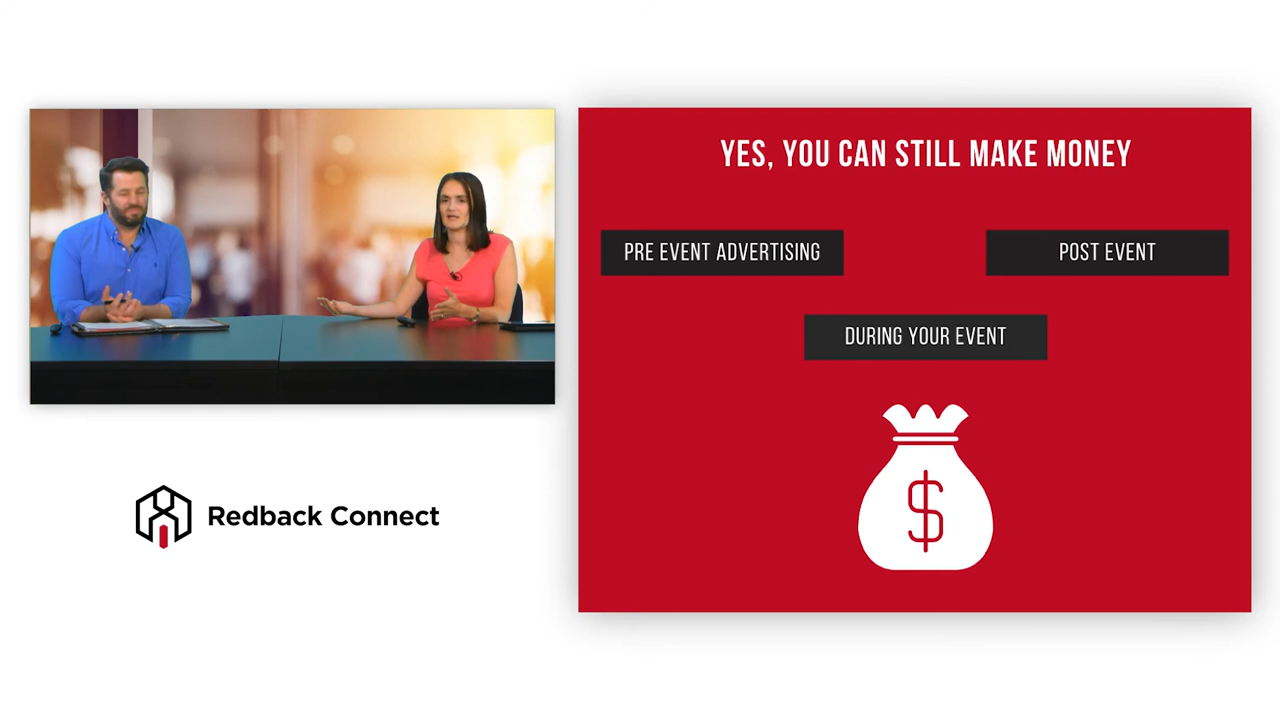 YES, YOU CAN STILL MAKE MONEY
PRE EVENT ADVERTISING
POST EVENT
DURING YOUR EVENT
$
Redback Connect